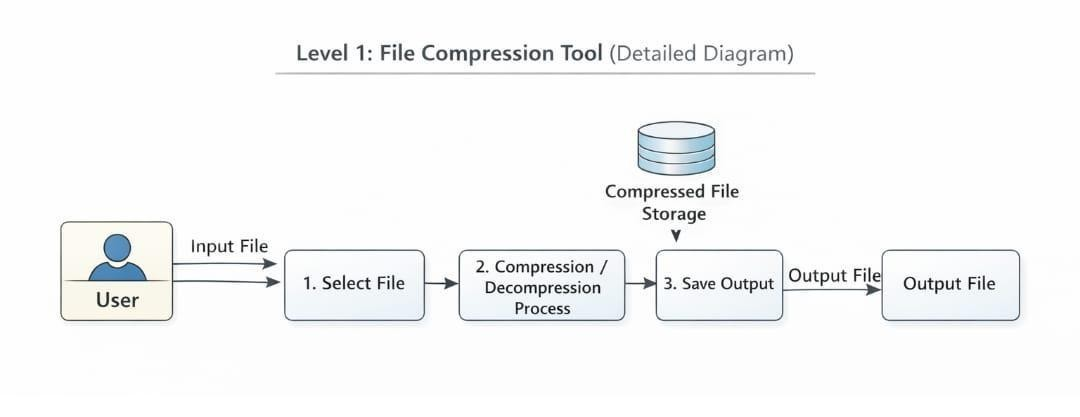 Level 1: File Compression Tool (Detailed Diagram)
Compressed File
Storage
Input File
User
1. Select File
2. Compression /
Decompression
Process
3. Save Output
Output File
Output File